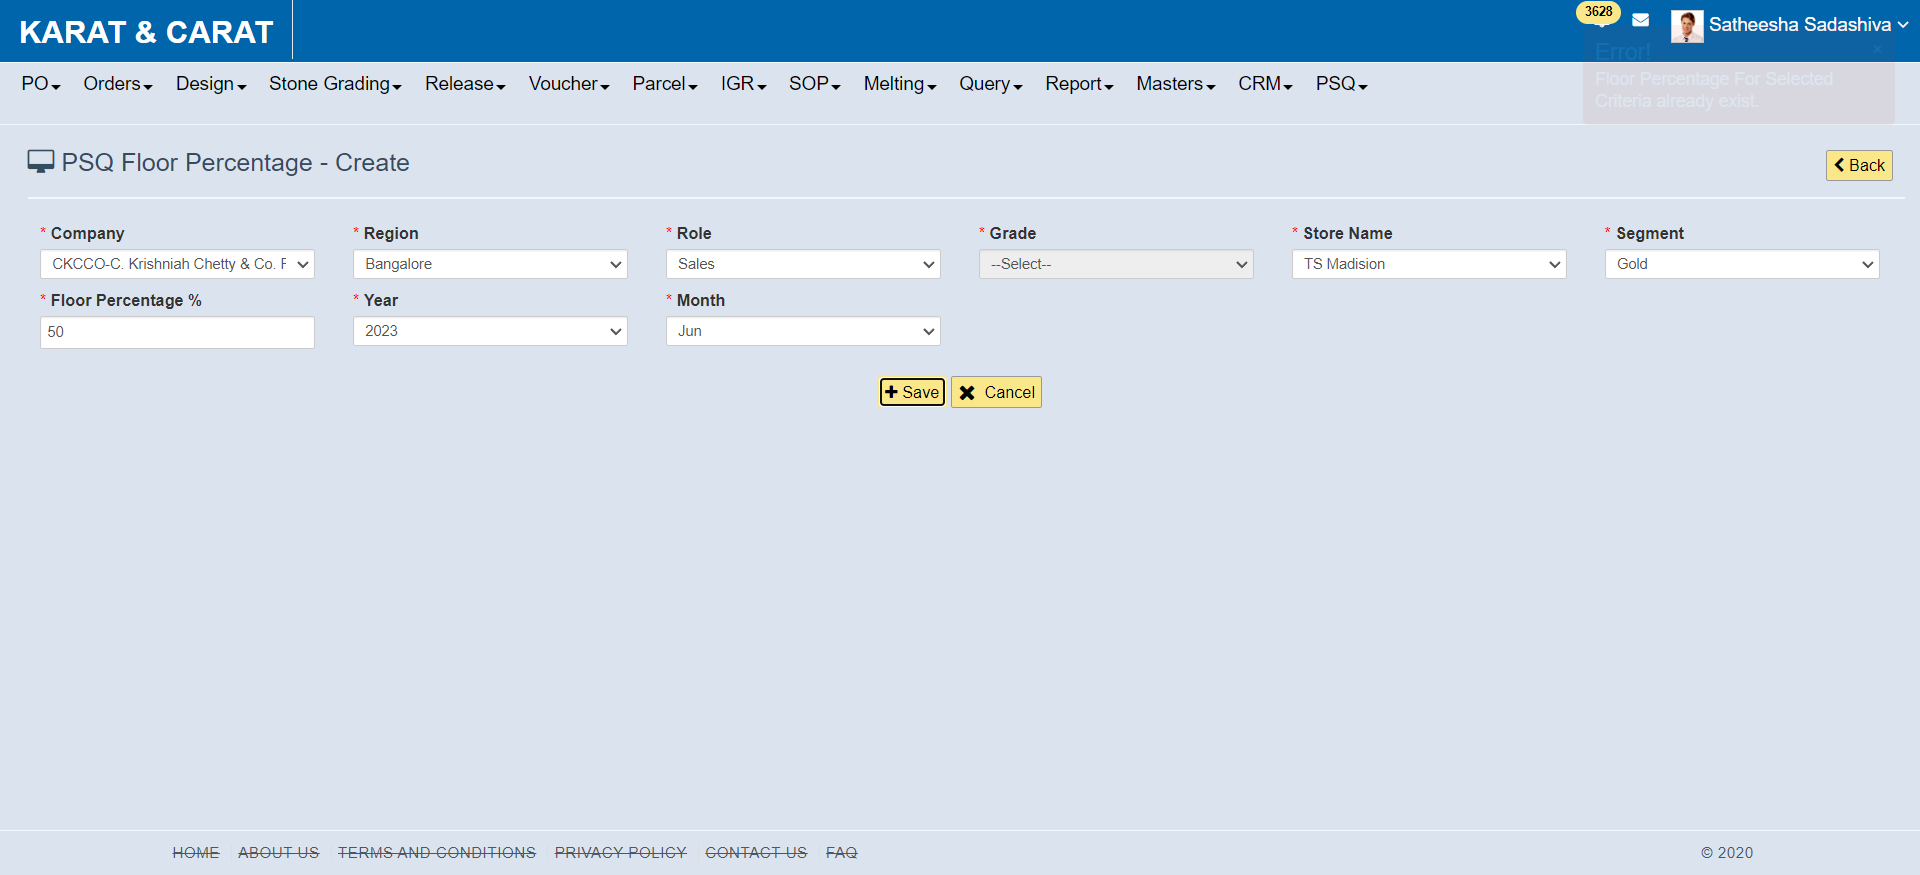 KARAT & CARAT
3628
Satheesha Sadashiva
Error!
×
Floor Percentage For Selected
Criteria already exist.
PO Orders Design Stone Grading Release Voucher Parcel IGR SOP Melting Query Report Masters CRM PSQ
PSQ Floor Percentage - Create
Back
* Company * Region * Role * Grade * Store Name * Segment
CKCCO-C. Krishniah Chetty & Co. Bangalore Sales --Select-- TS Madision Gold
* Floor Percentage % * Year * Month
50 2023 Jun
Save Cancel
HOME ABOUT US TERMS AND CONDITIONS PRIVACY POLICY CONTACT US FAQ © 2020